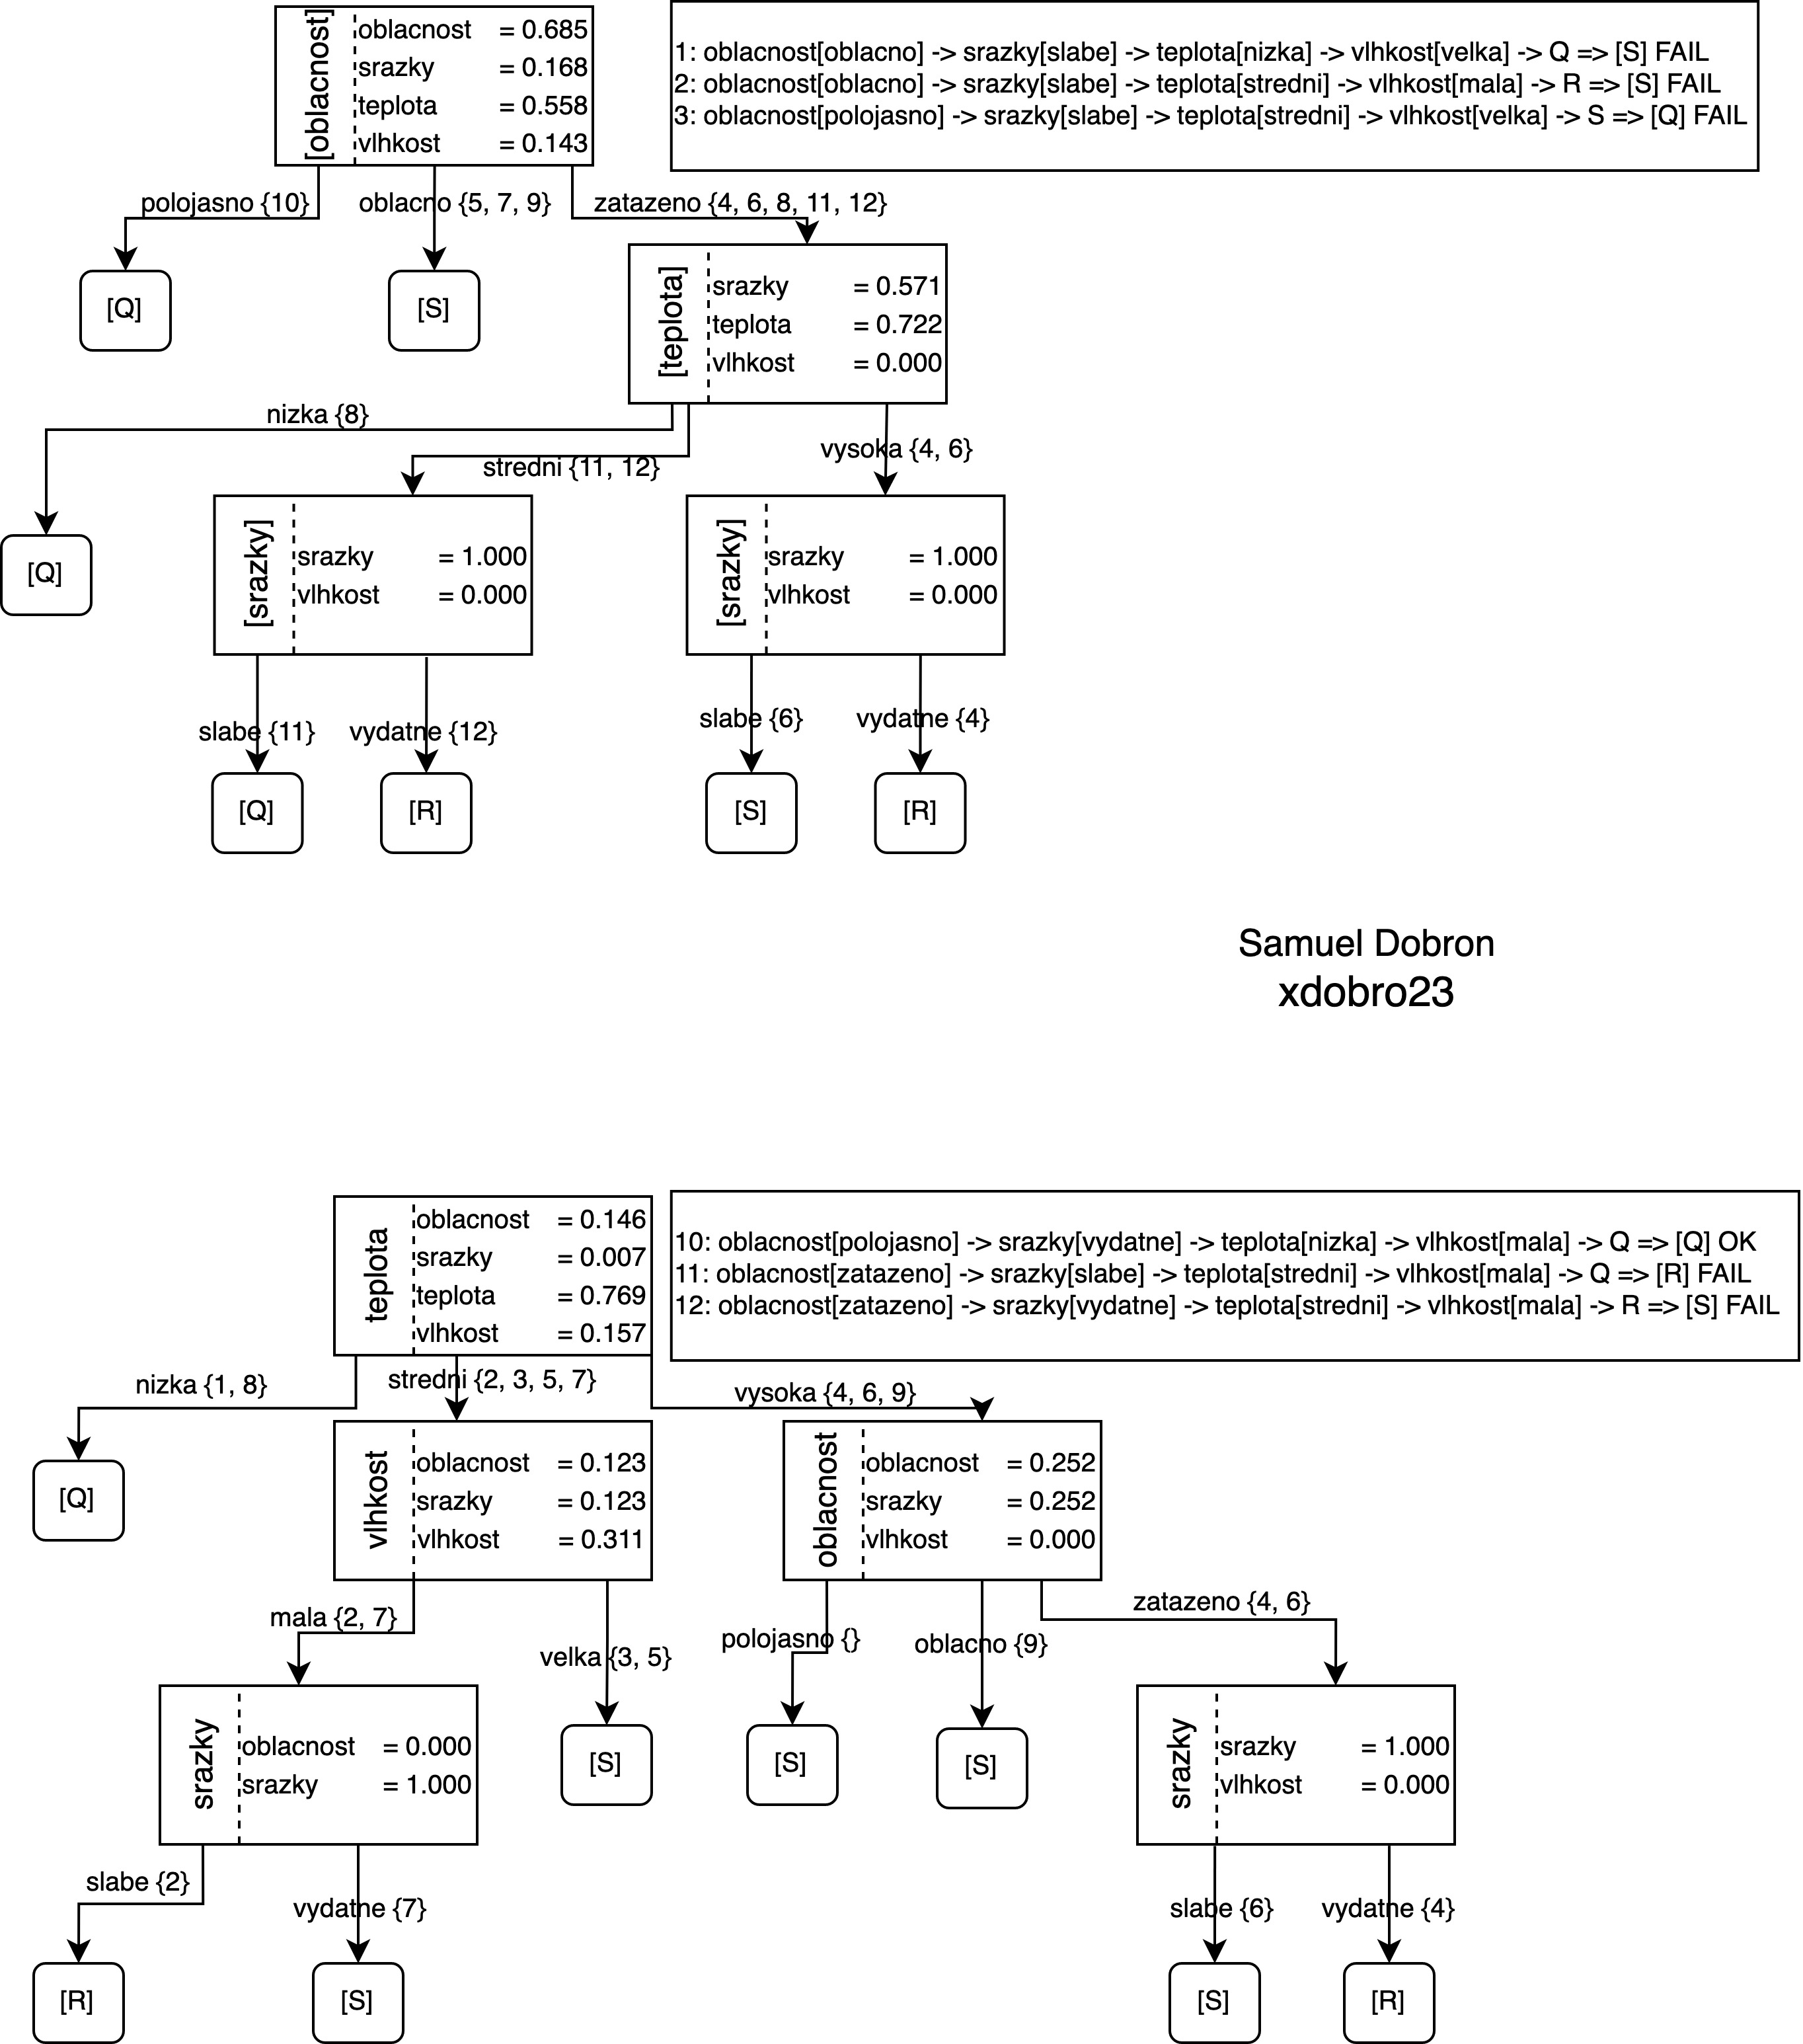 [oblacnost]
oblacnost = 0.685
srazky = 0.168
teplota = 0.558
vlhkost = 0.143
1: oblacnost[oblacno] -> srazky[slabe] -> teplota[nizka] -> vlhkost[velka] -> Q => [S] FAIL
2: oblacnost[oblacno] -> srazky[slabe] -> teplota[stredni] -> vlhkost[mala] -> R => [S] FAIL
3: oblacnost[polojasno] -> srazky[slabe] -> teplota[stredni] -> vlhkost[velka] -> S => [Q] FAIL
polojasno {10}
oblacno {5, 7, 9}
zatazeno {4, 6, 8, 11, 12}
[Q]
[S]
[teplota]
srazky = 0.571
teplota = 0.722
vlhkost = 0.000
nizka {8}
stredni {11, 12}
vysoka {4, 6}
[Q]
[srazky]
srazky = 1.000
vlhkost = 0.000
[srazky]
srazky = 1.000
vlhkost = 0.000
slabe {11}
vydatne {12}
slabe {6}
vydatne {4}
[Q]
[R]
[S]
[R]
Samuel Dobron
xdobro23
teplota
oblacnost = 0.146
srazky = 0.007
teplota = 0.769
vlhkost = 0.157
10: oblacnost[polojasno] -> srazky[vydatne] -> teplota[nizka] -> vlhkost[mala] -> Q => [Q] OK
11: oblacnost[zatazeno] -> srazky[slabe] -> teplota[stredni] -> vlhkost[mala] -> Q => [R] FAIL
12: oblacnost[zatazeno] -> srazky[vydatne] -> teplota[stredni] -> vlhkost[mala] -> R => [S] FAIL
nizka {1, 8}
stredni {2, 3, 5, 7}
vysoka {4, 6, 9}
[Q]
vlhkost
oblacnost = 0.123
srazky = 0.123
vlhkost = 0.311
oblacnost
oblacnost = 0.252
srazky = 0.252
vlhkost = 0.000
mala {2, 7}
velka {3, 5}
polojasno {}
oblacno {9}
zatazeno {4, 6}
srazky
oblacnost = 0.000
srazky = 1.000
[S]
[S]
[S]
srazky
srazky = 1.000
vlhkost = 0.000
slabe {2}
vydatne {7}
slabe {6}
vydatne {4}
[R]
[S]
[S]
[R]